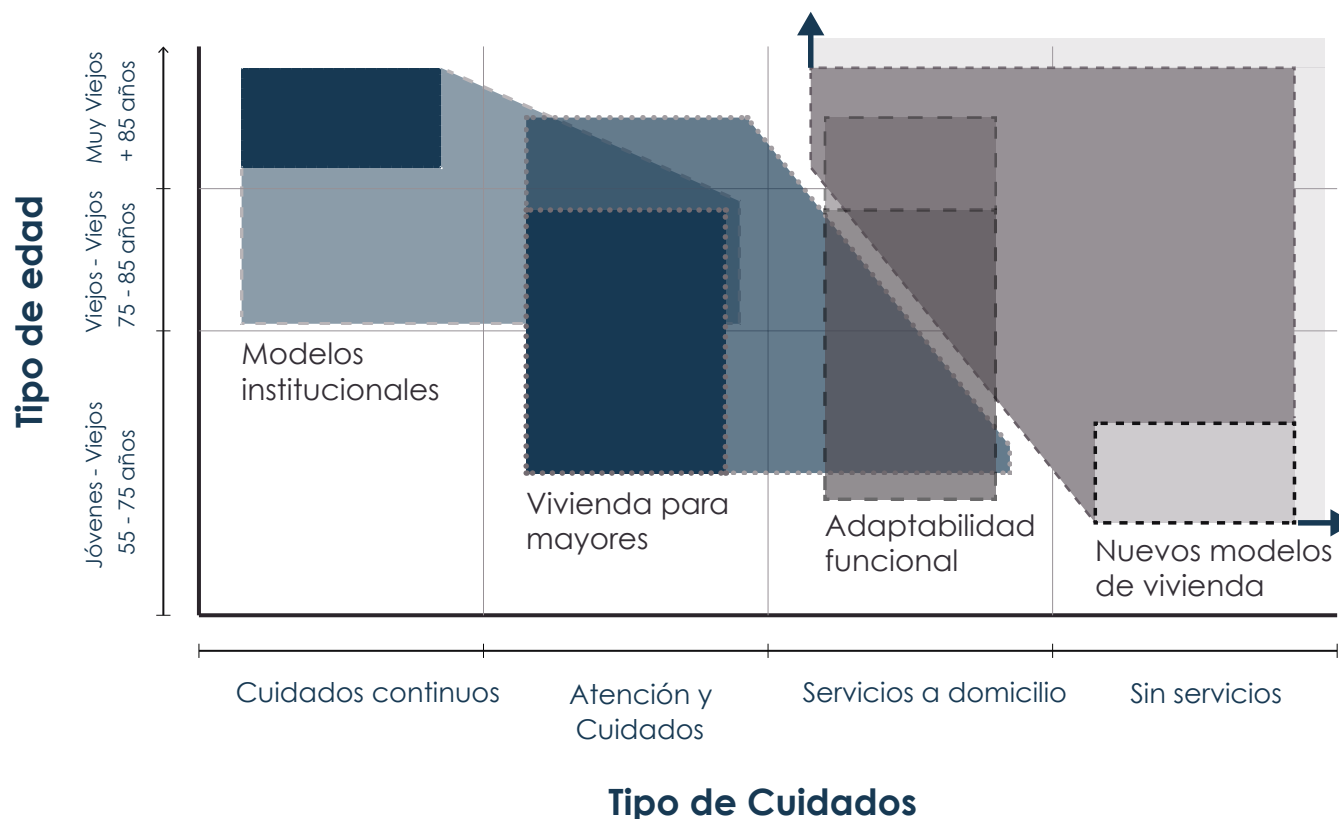 Tipo de edad
Muy Viejos
+ 85 años
Viejos - Viejos
75 - 85 años
Jóvenes - Viejos
55 - 75 años
Modelos
institucionales
Vivienda para
mayores
Adaptabilidad
funcional
Nuevos modelos
de vivienda
Cuidados continuos
Atención y
Cuidados
Servicios a domicilio
Sin servicios
Tipo de Cuidados